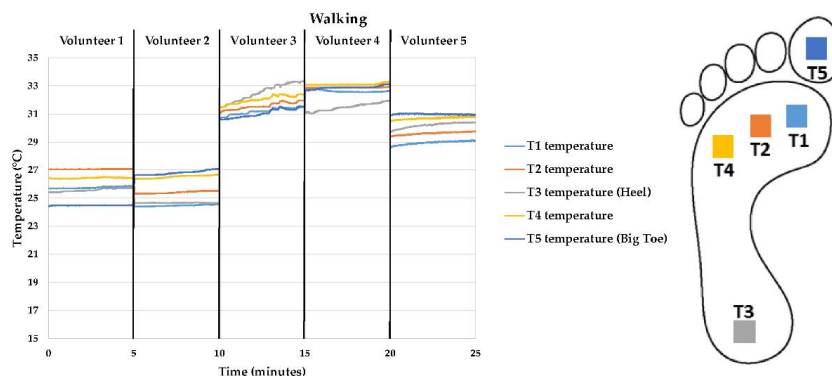 Walking
Volunteer 1
Volunteer 2
Volunteer 3
Volunteer 4
Volunteer 5
Temperature (°C)
35
33
31
29
27
25
23
21
19
17
15
0
5
10
15
20
25
Time (minutes)
T1 temperature
T2 temperature
T3 temperature (Heel)
T4 temperature
T5 temperature (Big Toe)
T5
T1
T2
T4
T3